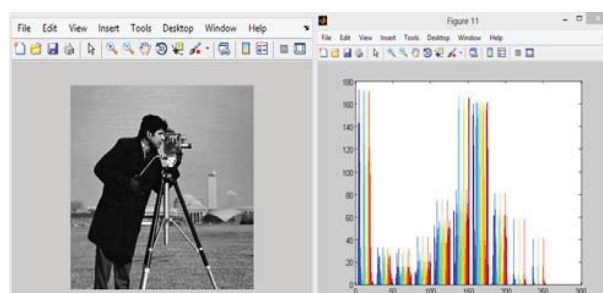 File Edit View Insert Tools Desktop Window Help
Figure 11
File Edit View Insert Tools Desktop Window Help
180
160
140
120
100
80
60
40
20
0
0 50 100 150 200 250 300